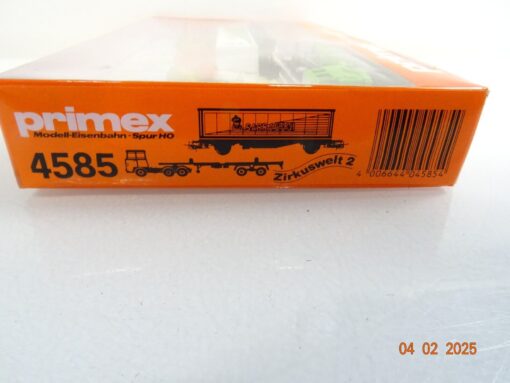 primex
Modell-Eisenbahn · Spur HO
4585
Zirkuswelt 2
4 006644 045854
04 02 2025